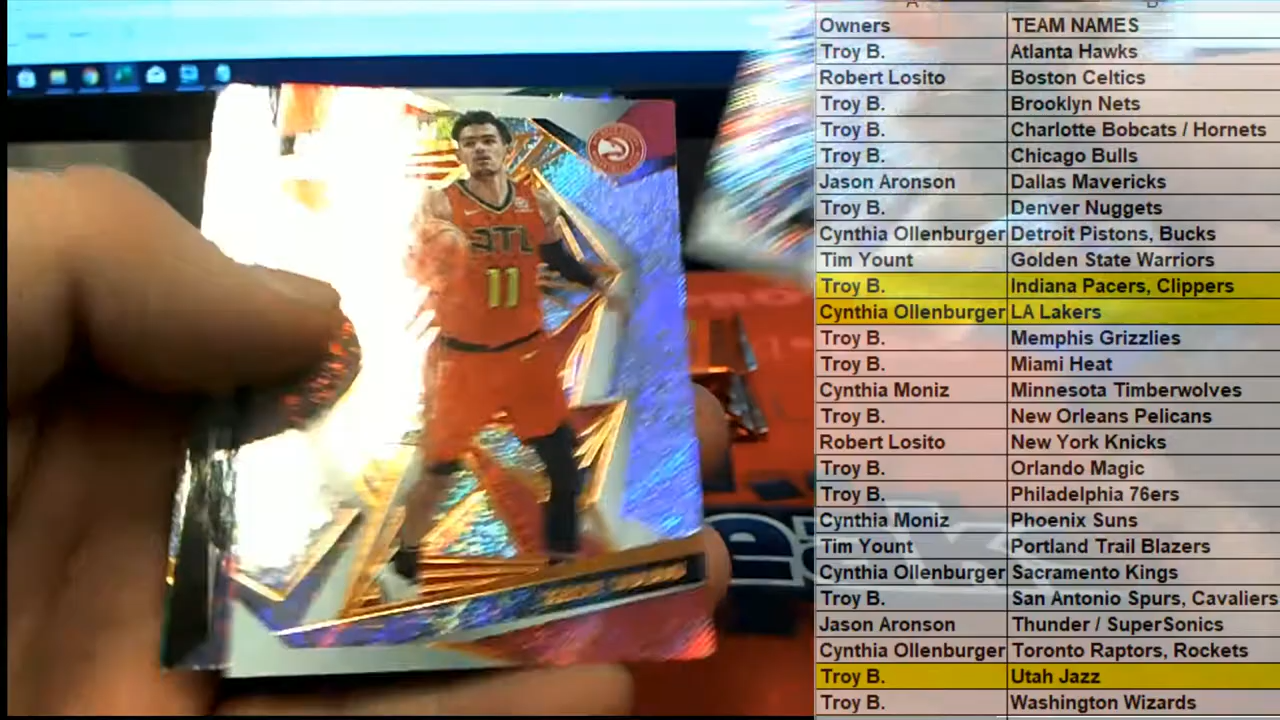 ATL
11
Owners TEAM NAMES
Troy B. Atlanta Hawks
Robert Losito Boston Celtics
Troy B. Brooklyn Nets
Troy B. Charlotte Bobcats / Hornets
Troy B. Chicago Bulls
Jason Aronson Dallas Mavericks
Troy B. Denver Nuggets
Cynthia Ollenburger Detroit Pistons, Bucks
Tim Yount Golden State Warriors
Troy B. Indiana Pacers, Clippers
Cynthia Ollenburger LA Lakers
Troy B. Memphis Grizzlies
Troy B. Miami Heat
Cynthia Moniz Minnesota Timberwolves
Troy B. New Orleans Pelicans
Robert Losito New York Knicks
Troy B. Orlando Magic
Troy B. Philadelphia 76ers
Cynthia Moniz Phoenix Suns
Tim Yount Portland Trail Blazers
Cynthia Ollenburger Sacramento Kings
Troy B. San Antonio Spurs, Cavaliers
Jason Aronson Thunder / SuperSonics
Cynthia Ollenburger Toronto Raptors, Rockets
Troy B. Utah Jazz
Troy B. Washington Wizards